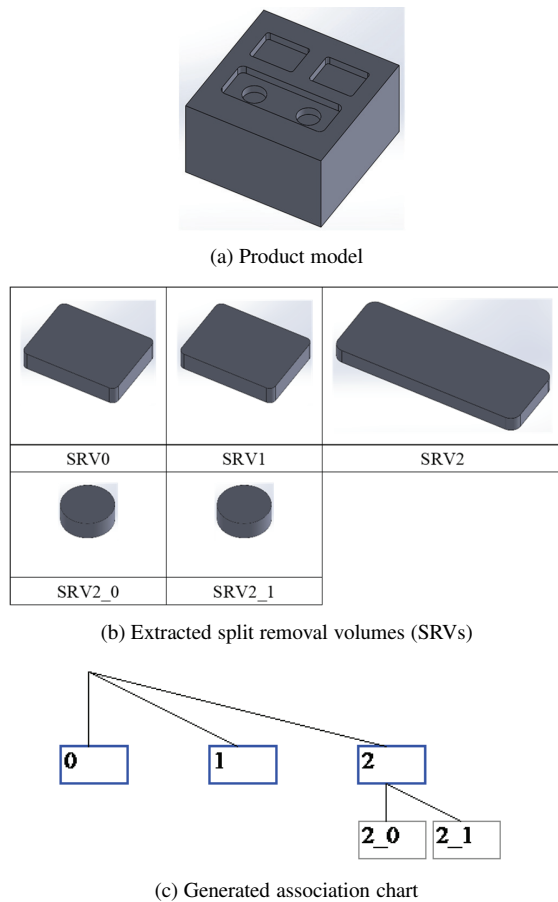 (a) Product model
SRV0 SRV1 SRV2
SRV2_0 SRV2_1
(b) Extracted split removal volumes (SRVs)
0 1 2
2_0 2_1
(c) Generated association chart